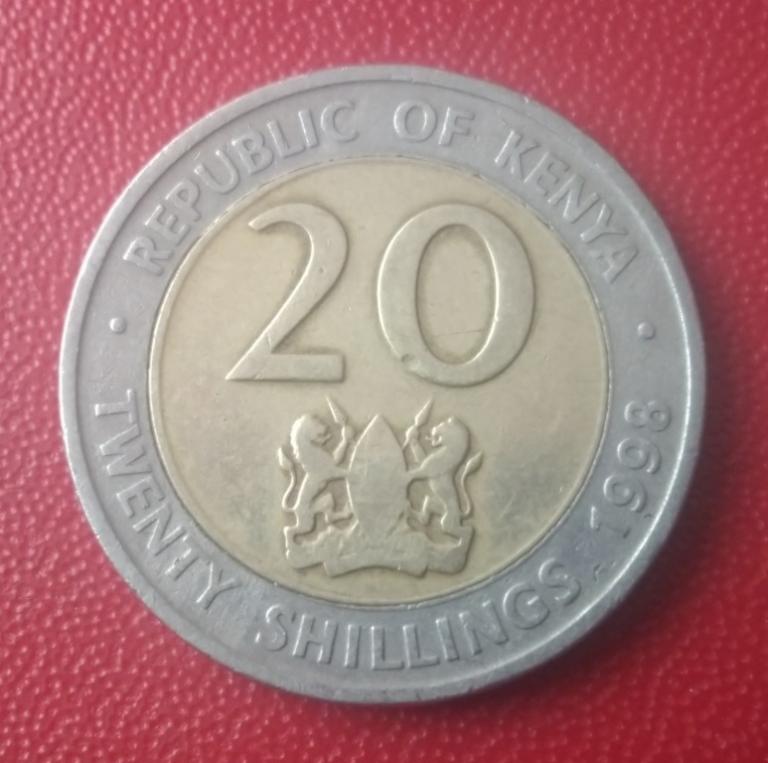 REPUBLIC OF KENYA
20
TWENTY SHILLINGS 1998